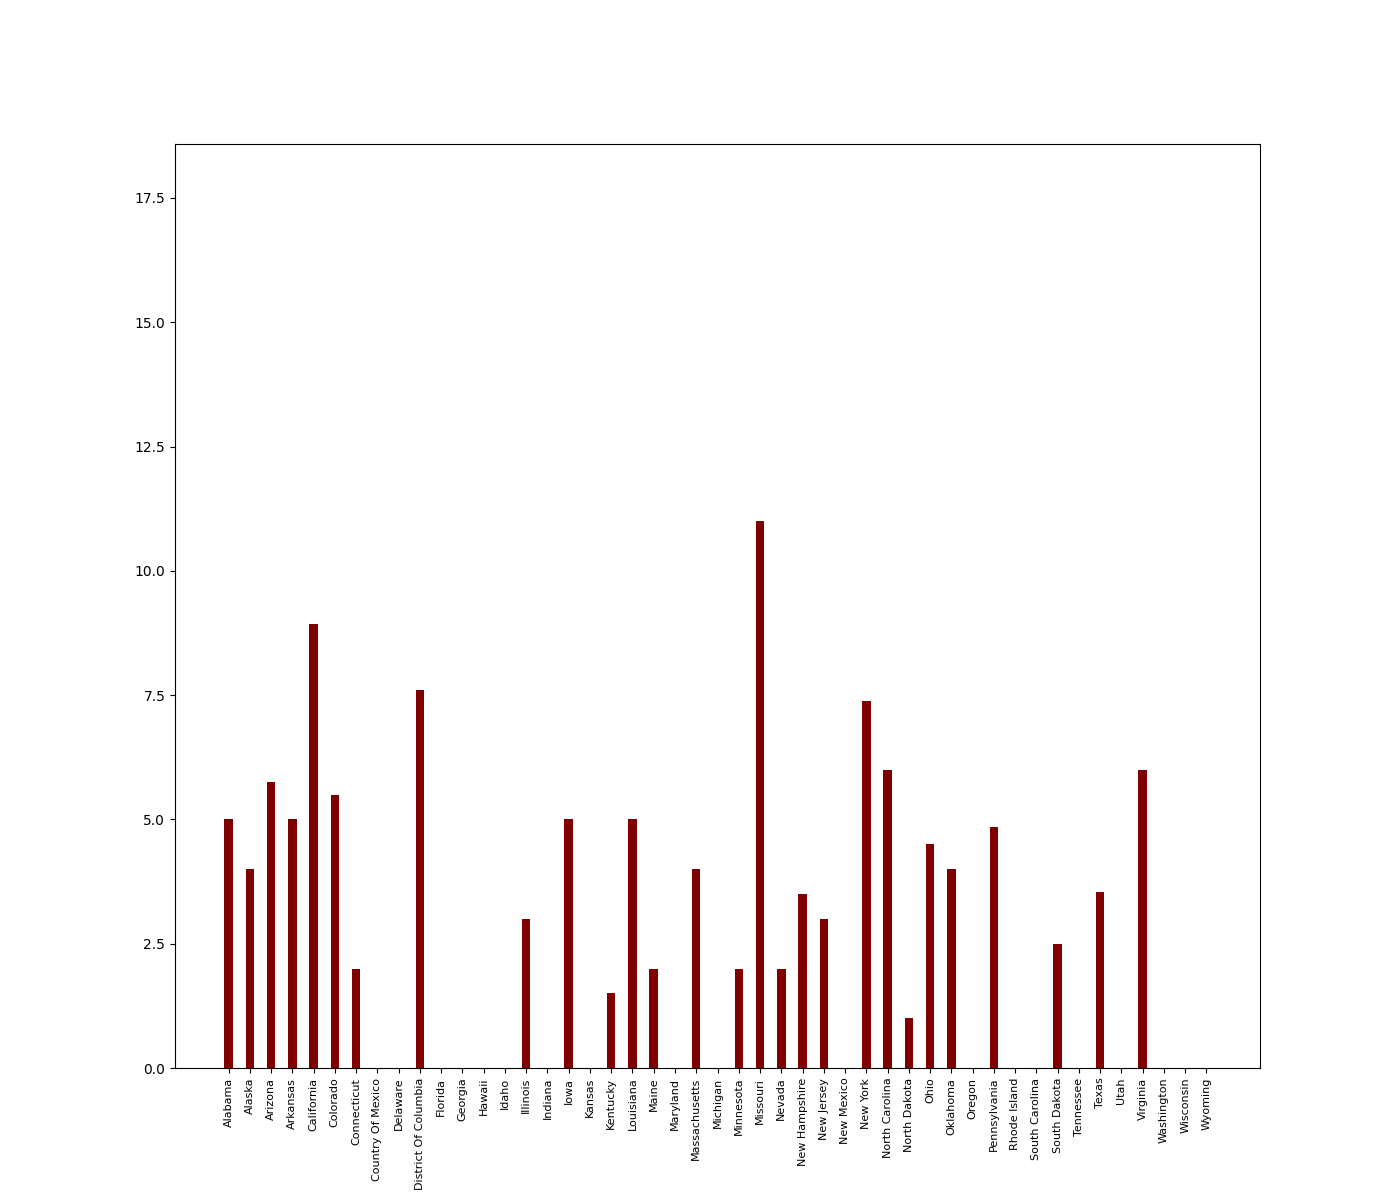 17.5
15.0
12.5
10.0
7.5
5.0
2.5
0.0
Alabama
Alaska
Arizona
Arkansas
California
Colorado
Connecticut
Country Of Mexico
Delaware
District Of Columbia
Florida
Georgia
Hawaii
Idaho
Illinois
Indiana
Iowa
Kansas
Kentucky
Louisiana
Maine
Maryland
Massachusetts
Michigan
Minnesota
Missouri
Nevada
New Hampshire
New Jersey
New Mexico
New York
North Carolina
North Dakota
Ohio
Oklahoma
Oregon
Pennsylvania
Rhode Island
South Carolina
South Dakota
Tennessee
Texas
Utah
Virginia
Washington
Wisconsin
Wyoming